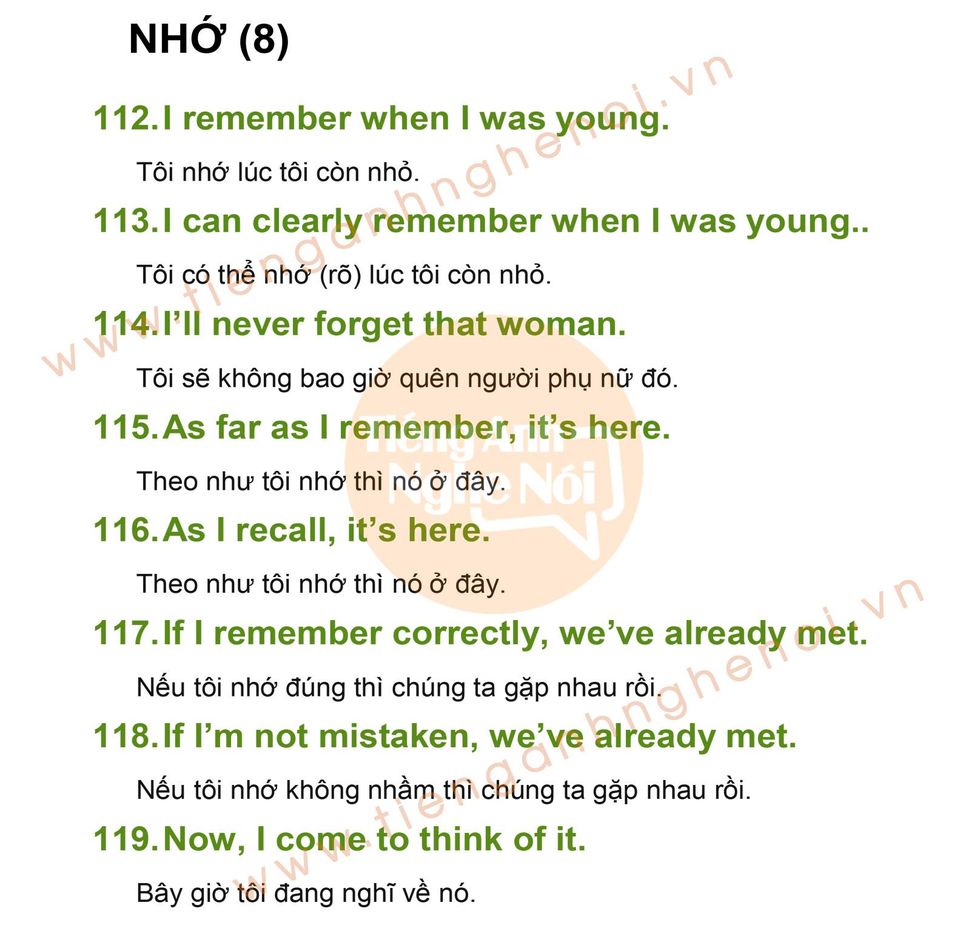 NHỚ (8)
112. I remember when I was young.
Tôi nhớ lúc tôi còn nhỏ.
113. I can clearly remember when I was young..
Tôi có thể nhớ (rõ) lúc tôi còn nhỏ.
114. I’ll never forget that woman.
Tôi sẽ không bao giờ quên người phụ nữ đó.
115. As far as I remember, it’s here.
Theo như tôi nhớ thì nó ở đây.
116. As I recall, it’s here.
Theo như tôi nhớ thì nó ở đây.
117. If I remember correctly, we’ve already met.
Nếu tôi nhớ đúng thì chúng ta gặp nhau rồi.
118. If I’m not mistaken, we’ve already met.
Nếu tôi nhớ không nhầm thì chúng ta gặp nhau rồi.
119. Now, I come to think of it.
Bây giờ tôi đang nghĩ về nó.
www.tienganhnghenoi.vn
Tiếng Anh
Nghe Nói
www.tienganhnghenoi.vn